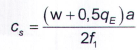 c_s = (w + 0,5q_E) a / 2f_1